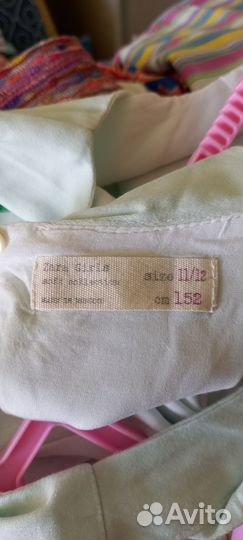 Zara Girls
soft collection
MADE IN MOROCCO
size 11/12
cm 152
Avito